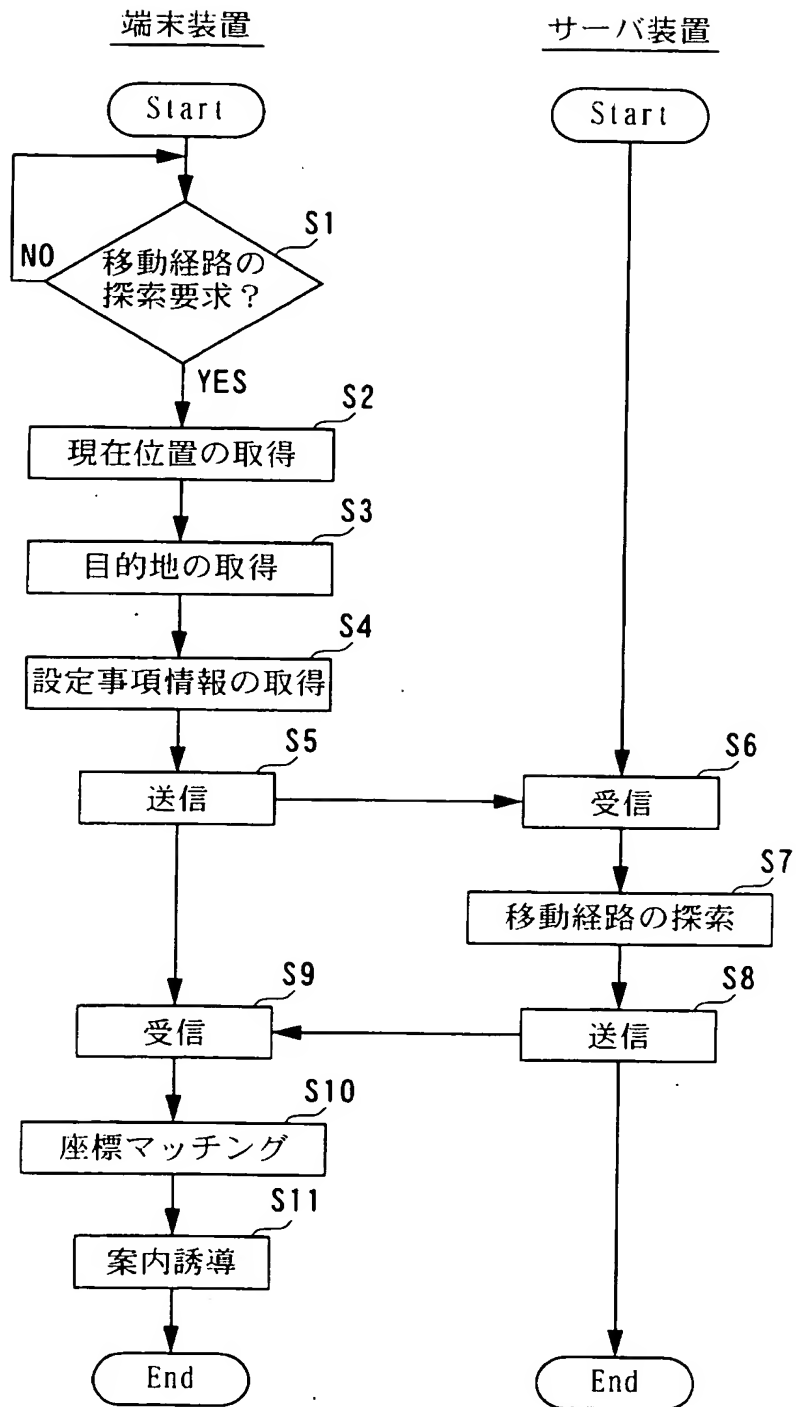 端末装置
サーバ装置
Start
Start
S1
NO
移動経路の
探索要求？
YES
S2
現在位置の取得
S3
目的地の取得
S4
設定事項情報の取得
S5
送信
S6
受信
S7
移動経路の探索
S8
送信
S9
受信
S10
座標マッチング
S11
案内誘導
End
End